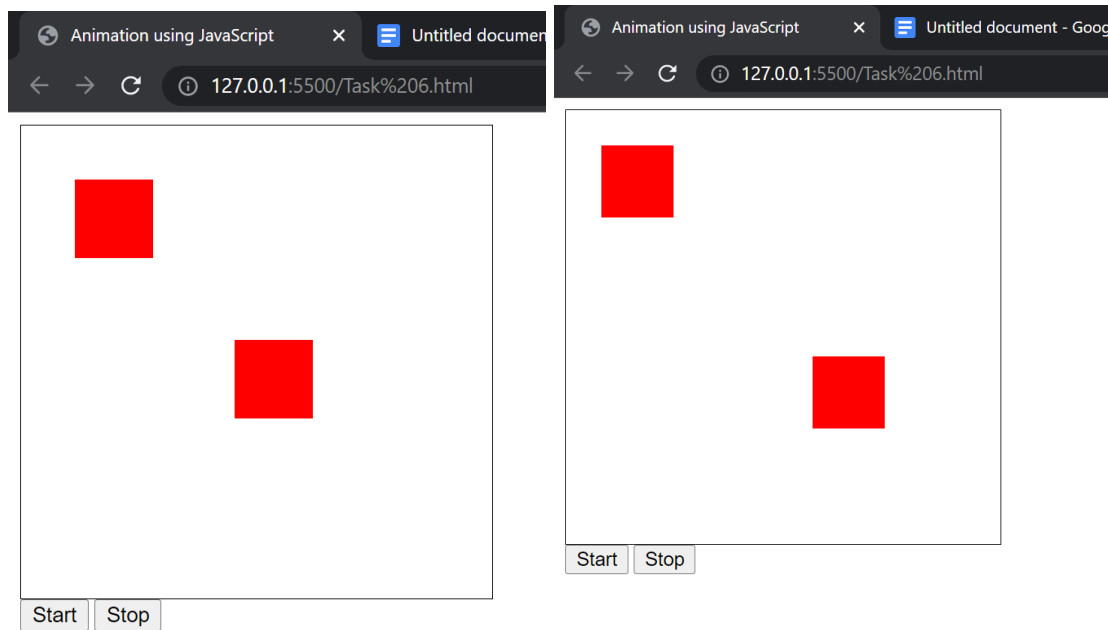 Animation using JavaScript
Untitled documen
127.0.0.1:5500/Task%206.html
Start Stop
Animation using JavaScript
Untitled document - Goog
127.0.0.1:5500/Task%206.html
Start Stop